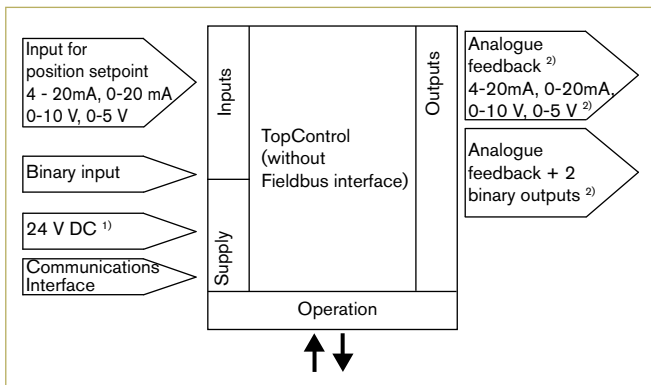 Input for
position setpoint
4 - 20mA, 0-20 mA
0-10 V, 0-5 V
Binary input
24 V DC 1)
Communications
Interface
Inputs
Supply
TopControl
(without
Fieldbus interface)
Outputs
Operation
Analogue
feedback 2)
4-20mA, 0-20mA,
0-10 V, 0-5 V 2)
Analogue
feedback + 2
binary outputs 2)